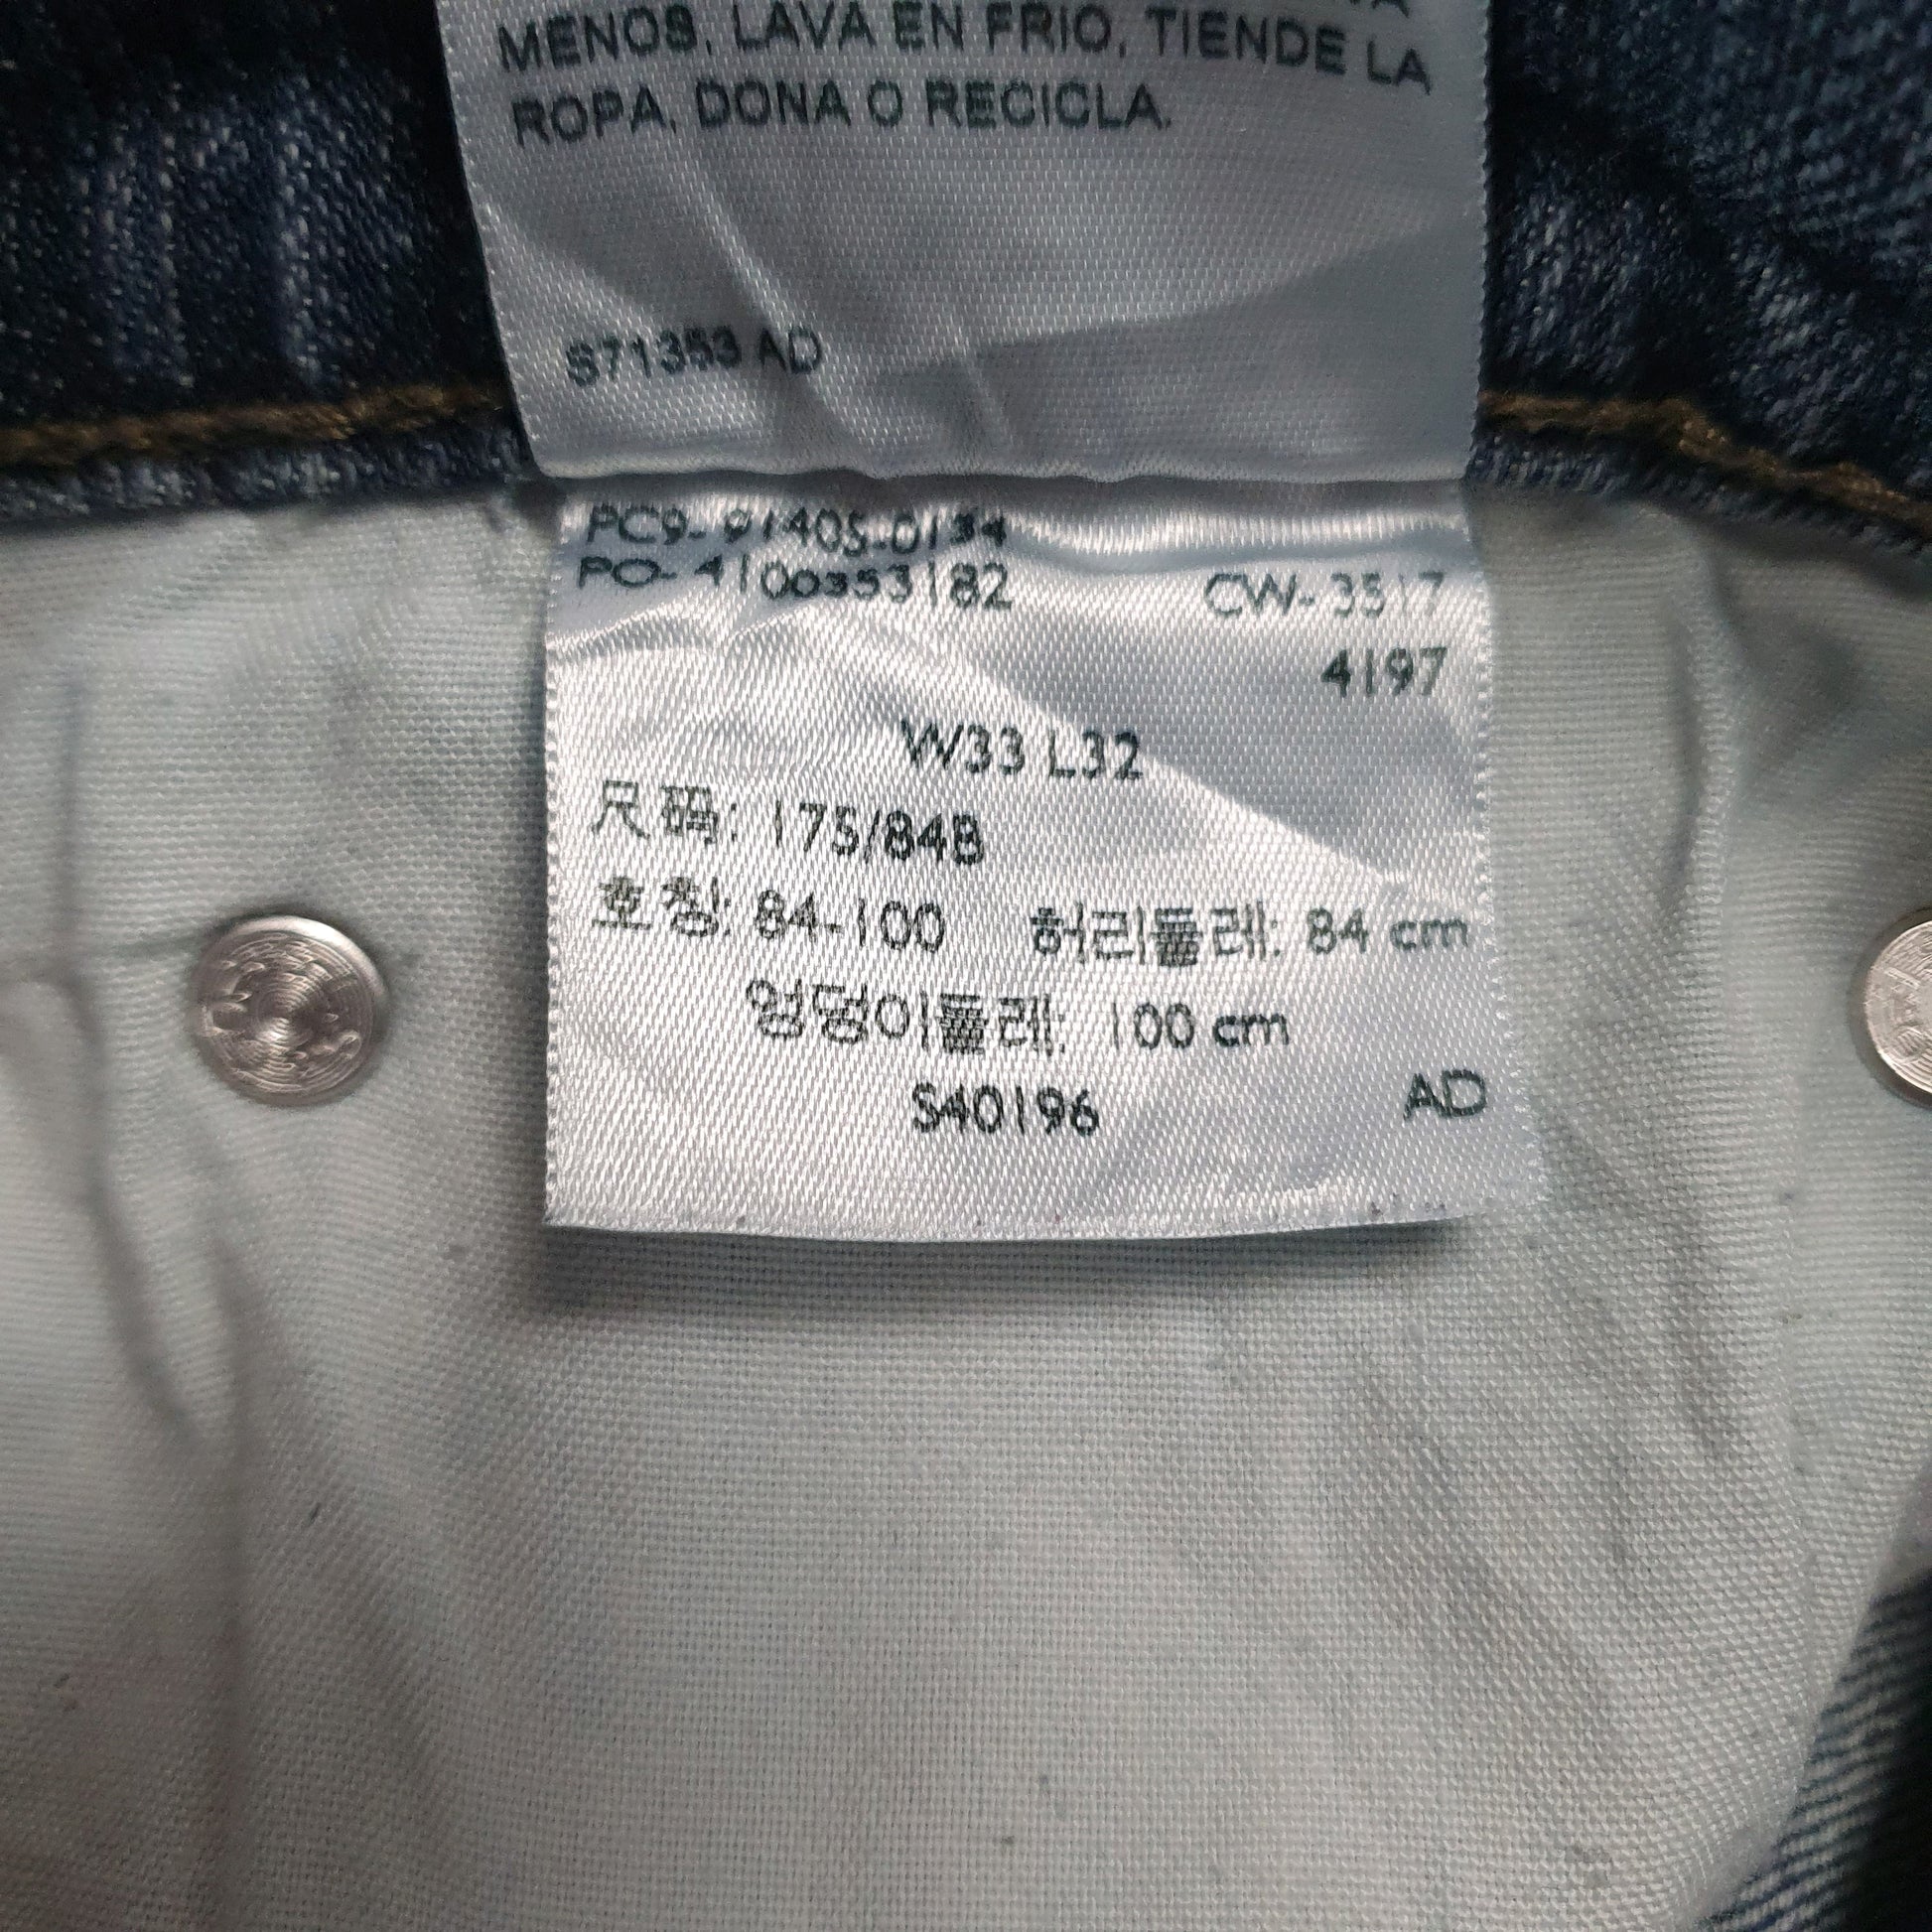 MENOS, LAVA EN FRIO, TIENDE LA
ROPA, DONA O RECICLA.
S71353 AD
PC9-91405-0134
PO-4100353182 CW-3517
4197
W33 L32
尺码: 175/84B
호칭: 84-100 허리둘레: 84 cm
엉덩이둘레: 100 cm
S40196 AD